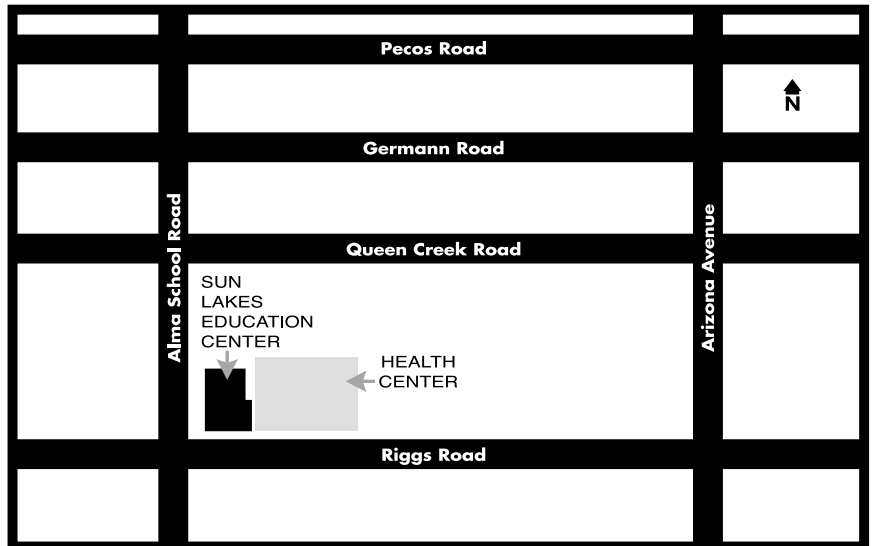 Pecos Road
N
Germann Road
Alma School Road
Arizona Avenue
Queen Creek Road
SUN
LAKES
EDUCATION
CENTER
HEALTH
CENTER
Riggs Road